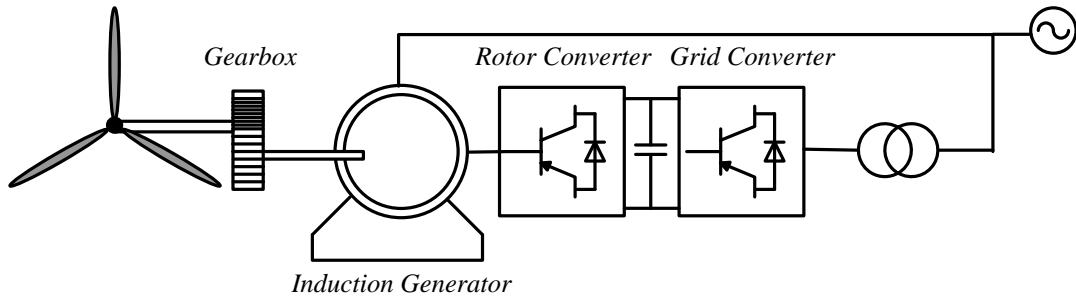 Gearbox
Rotor Converter
Grid Converter
Induction Generator